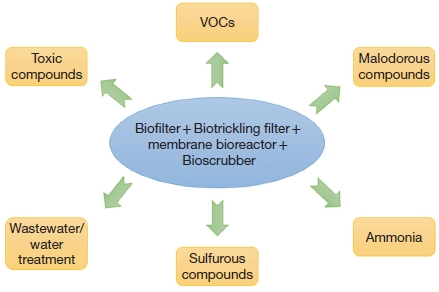 VOCs
Toxic
compounds
Malodorous
compounds
Biofilter + Biotrickling filter +
membrane bioreactor +
Bioscrubber
Wastewater/
water
treatment
Sulfurous
compounds
Ammonia